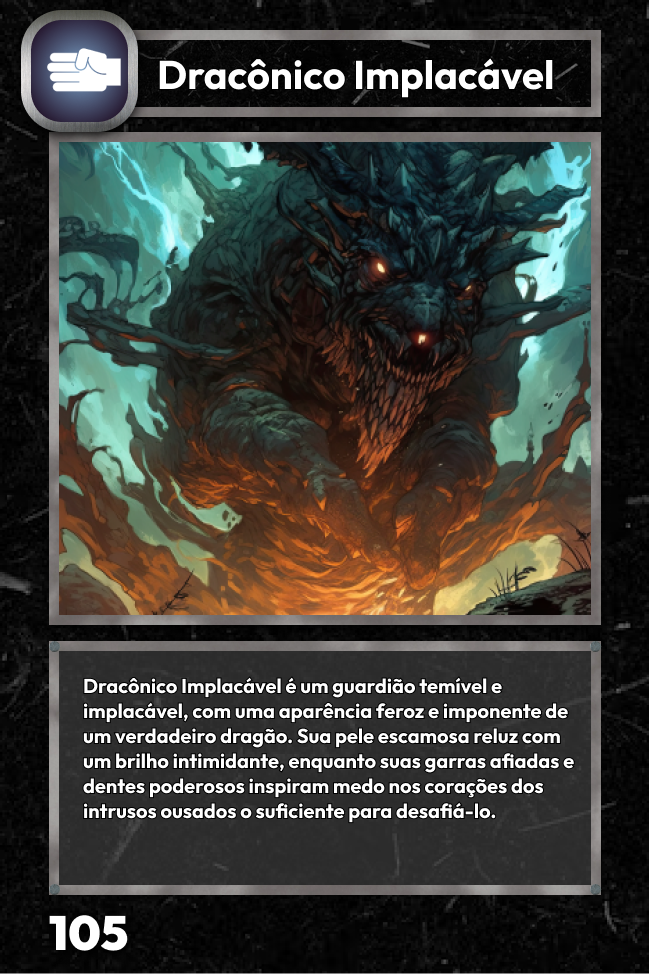 Dracônico Implacável
Dracônico Implacável é um guardião temível e
implacável, com uma aparência feroz e imponente de
um verdadeiro dragão. Sua pele escamosa reluz com
um brilho intimidante, enquanto suas garras afiadas e
dentes poderosos inspiram medo nos corações dos
intrusos ousados o suficiente para desafiá-lo.
105